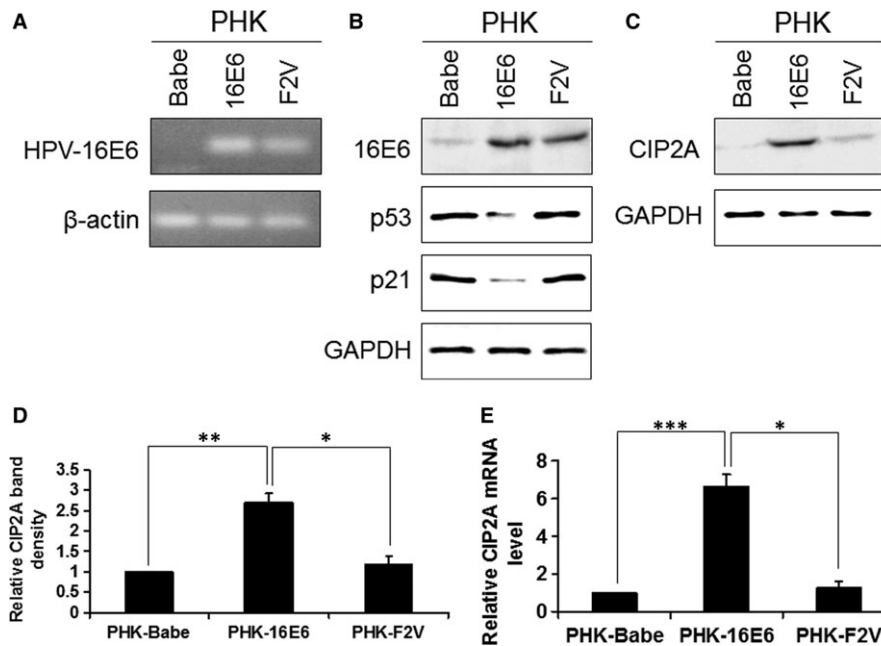 A
PHK
Babe
16E6
F2V
HPV-16E6
β-actin
B
PHK
Babe
16E6
F2V
16E6
p53
p21
GAPDH
C
PHK
Babe
16E6
F2V
CIP2A
GAPDH
D
Relative CIP2A band
density
3.5
3
2.5
2
1.5
1
0.5
0
**
*
PHK-Babe
PHK-16E6
PHK-F2V
E
Relative CIP2A mRNA
level
8
6
4
2
0
***
*
PHK-Babe
PHK-16E6
PHK-F2V